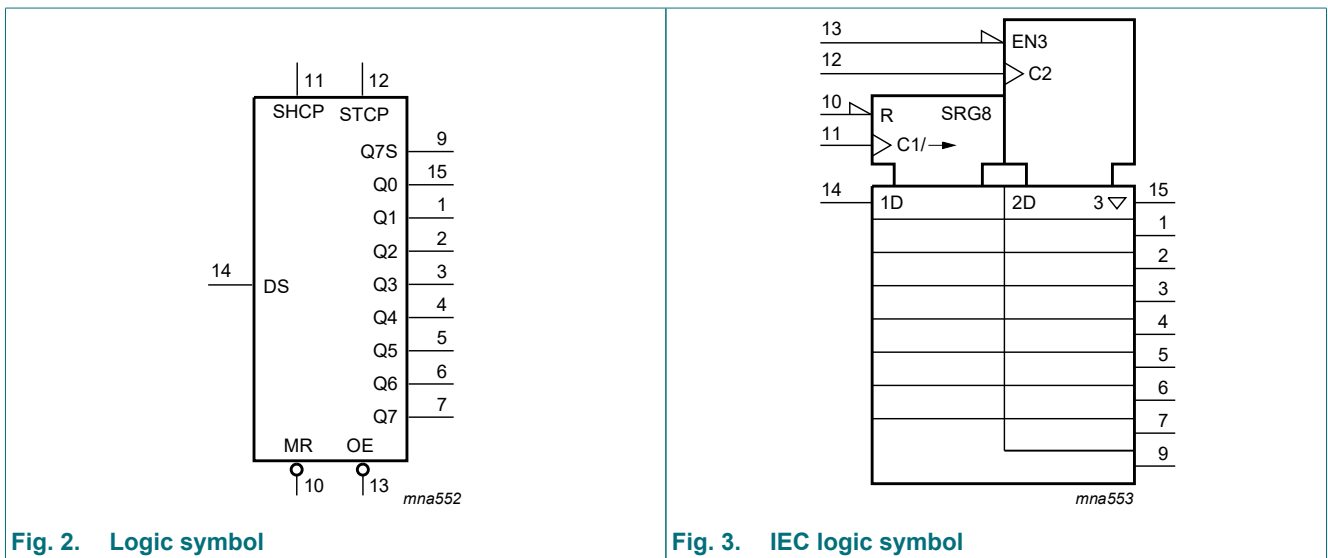 11 12
SHCP STCP
Q7S 9
Q0 15
Q1 1
Q2 2
14 DS Q3 3
Q4 4
Q5 5
Q6 6
Q7 7
MR OE
10 13
mna552
Fig. 2. Logic symbol
13 EN3
12 C2
10 R SRG8
11 C1/
14 1D 2D 3 15
1
2
3
4
5
6
7
9
mna553
Fig. 3. IEC logic symbol